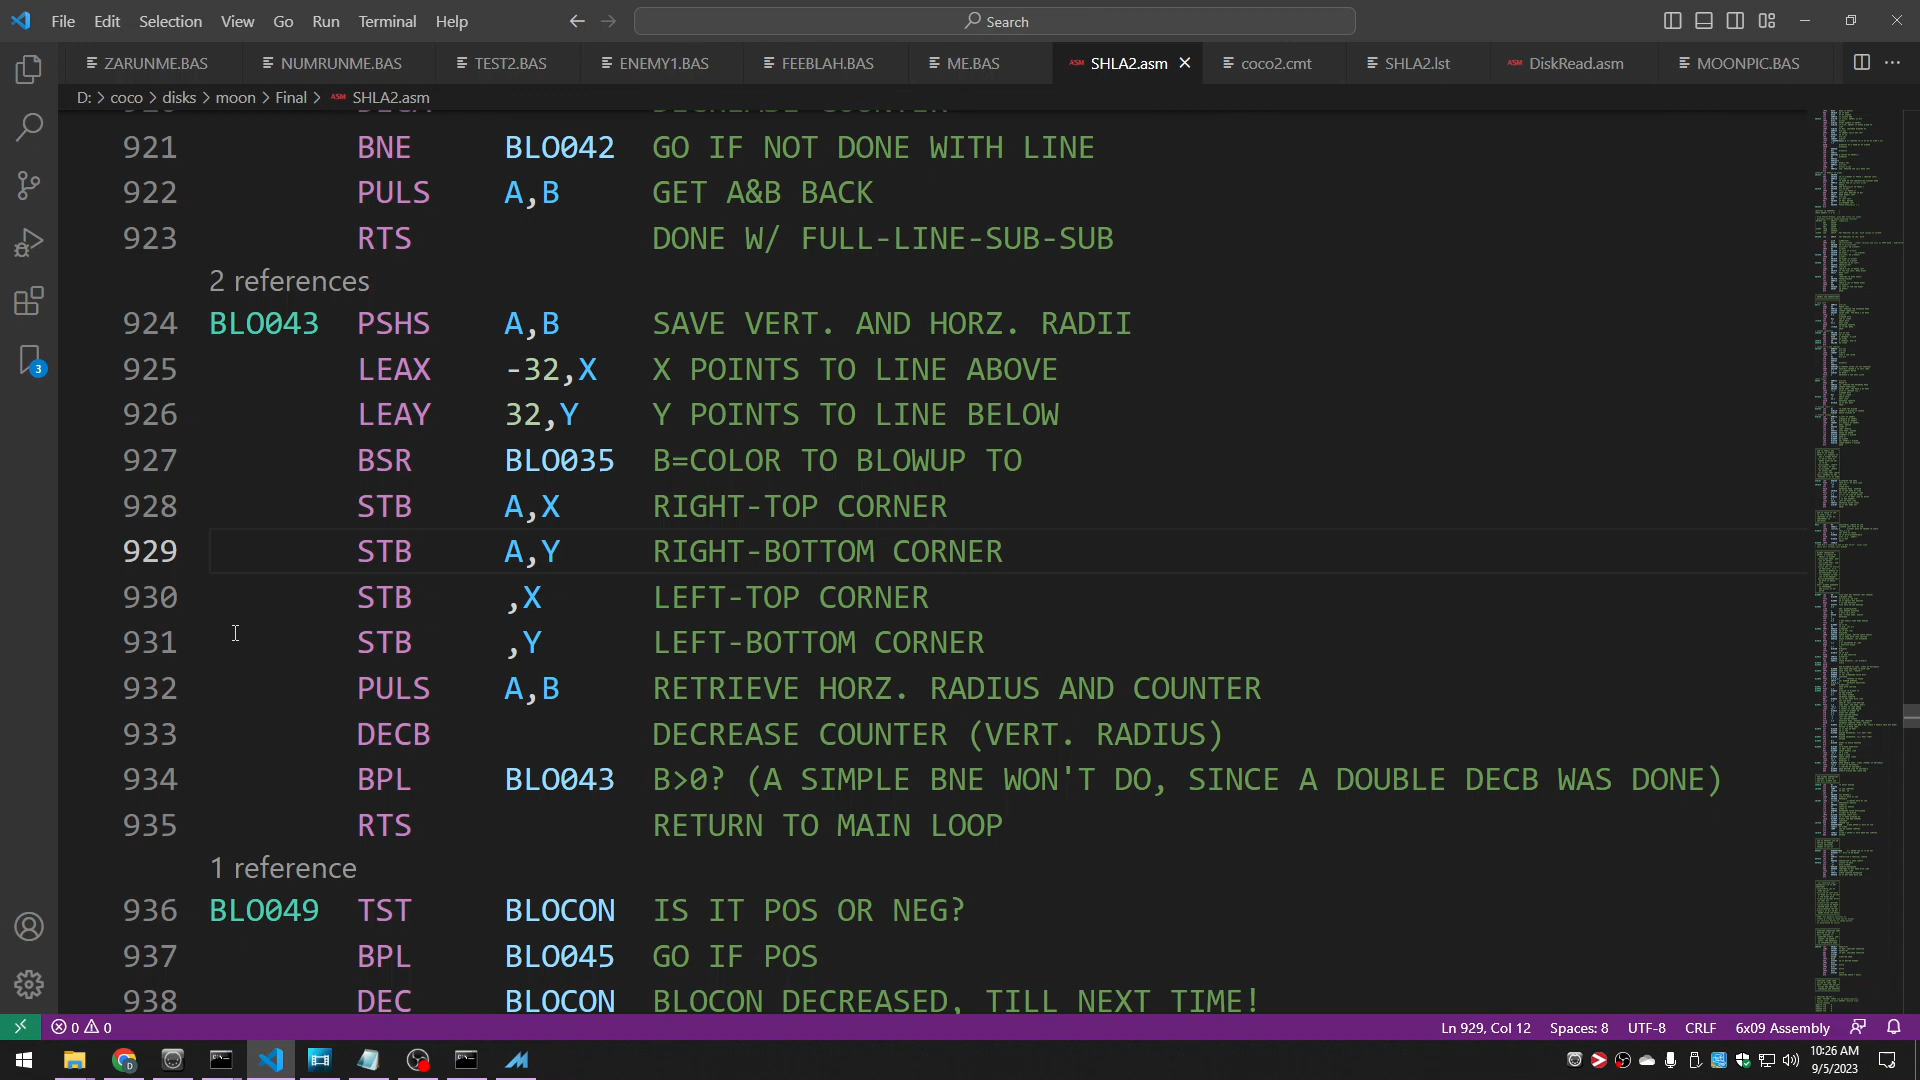 File Edit Selection View Go Run Terminal Help Search
ZARUNME.BAS NUMRUNME.BAS TEST2.BAS ENEMY1.BAS FEEBLAH.BAS ME.BAS ASM SHLA2.asm coco2.cmt SHLA2.lst ASM DiskRead.asm MOONPIC.BAS
D: > coco > disks > moon > Final > ASM SHLA2.asm
921 BNE BLO042 GO IF NOT DONE WITH LINE
922 PULS A,B GET A&B BACK
923 RTS DONE W/ FULL-LINE-SUB-SUB
2 references
924 BLO043 PSHS A,B SAVE VERT. AND HORZ. RADII
925 LEAX -32,X X POINTS TO LINE ABOVE
926 LEAY 32,Y Y POINTS TO LINE BELOW
927 BSR BLO035 B=COLOR TO BLOWUP TO
928 STB A,X RIGHT-TOP CORNER
929 STB A,Y RIGHT-BOTTOM CORNER
930 STB ,X LEFT-TOP CORNER
931 STB ,Y LEFT-BOTTOM CORNER
932 PULS A,B RETRIEVE HORZ. RADIUS AND COUNTER
933 DECB DECREASE COUNTER (VERT. RADIUS)
934 BPL BLO043 B>0? (A SIMPLE BNE WON'T DO, SINCE A DOUBLE DECB WAS DONE)
935 RTS RETURN TO MAIN LOOP
1 reference
936 BLO049 TST BLOCON IS IT POS OR NEG?
937 BPL BLO045 GO IF POS
938 DEC BLOCON BLOCON DECREASED, TILL NEXT TIME!
3
0 0 Ln 929, Col 12 Spaces: 8 UTF-8 CRLF 6x09 Assembly
10:26 AM
9/5/2023